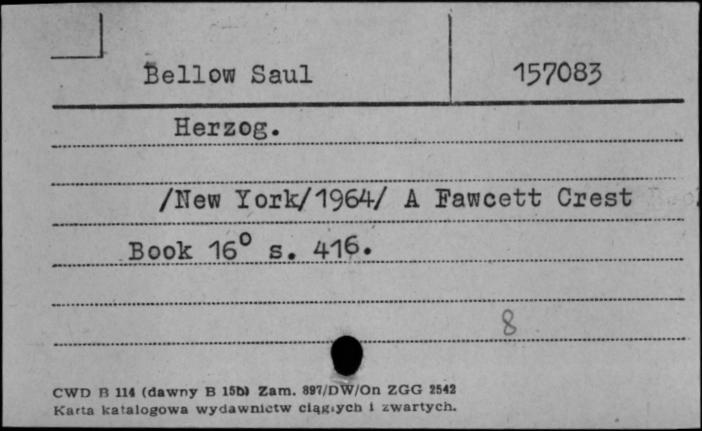 Bellow Saul 157083
Herzog.
/New York/1964/ A Fawcett Crest
Book 16° s. 416.
8
CWD B 114 (dawny B 15b) Zam. 897/DW/On ZGG 2542
Karta katalogowa wydawnictw ciągłych i zwartych.